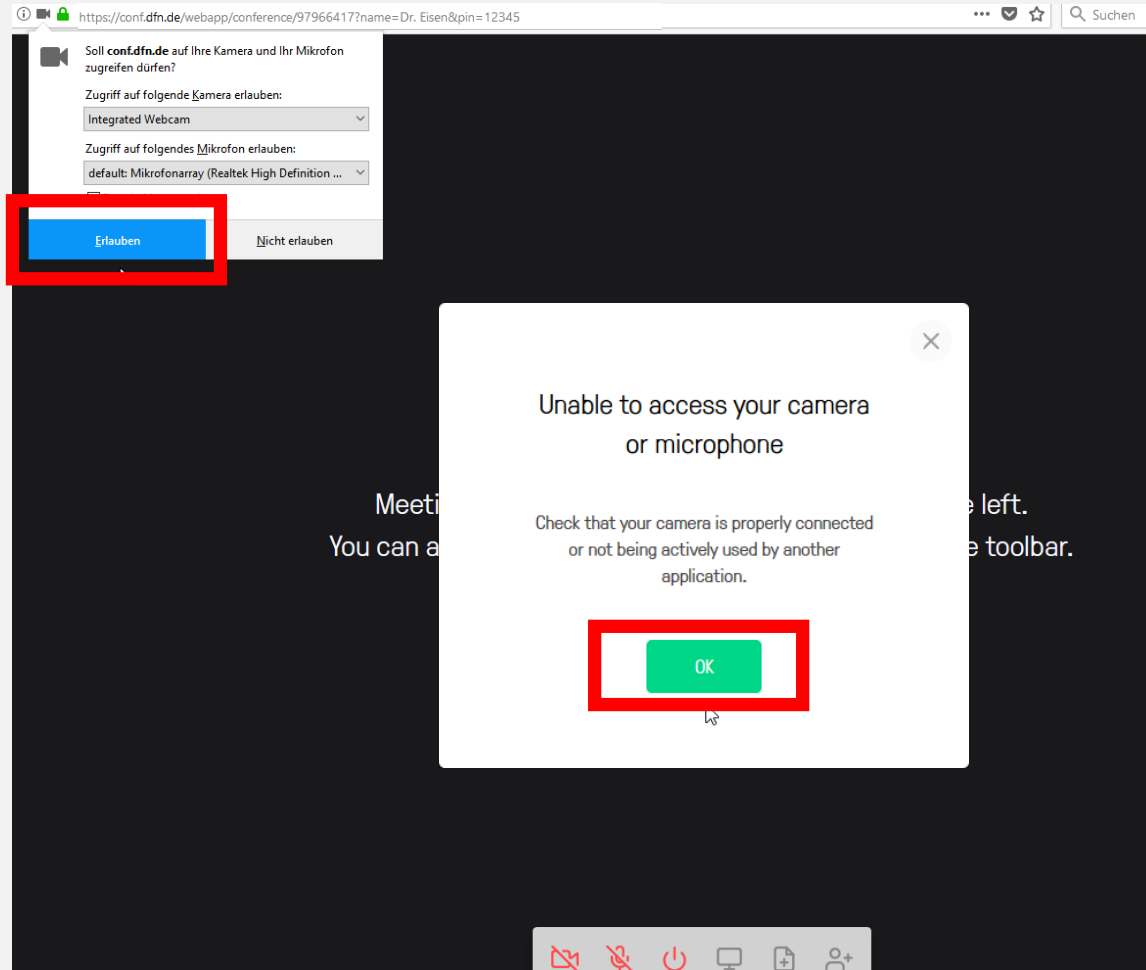 https://conf.dfn.de/webapp/conference/97966417?name=Dr. Eisen&pin=12345
Suchen
Soll conf.dfn.de auf Ihre Kamera und Ihr Mikrofon
zugreifen dürfen?
Zugriff auf folgende Kamera erlauben:
Integrated Webcam
Zugriff auf folgendes Mikrofon erlauben:
default: Mikrofonarray (Realtek High Definition ...
Erlauben
Nicht erlauben
Unable to access your camera
or microphone
Meeti
left.
You can a
toolbar.
Check that your camera is properly connected
or not being actively used by another
application.
OK